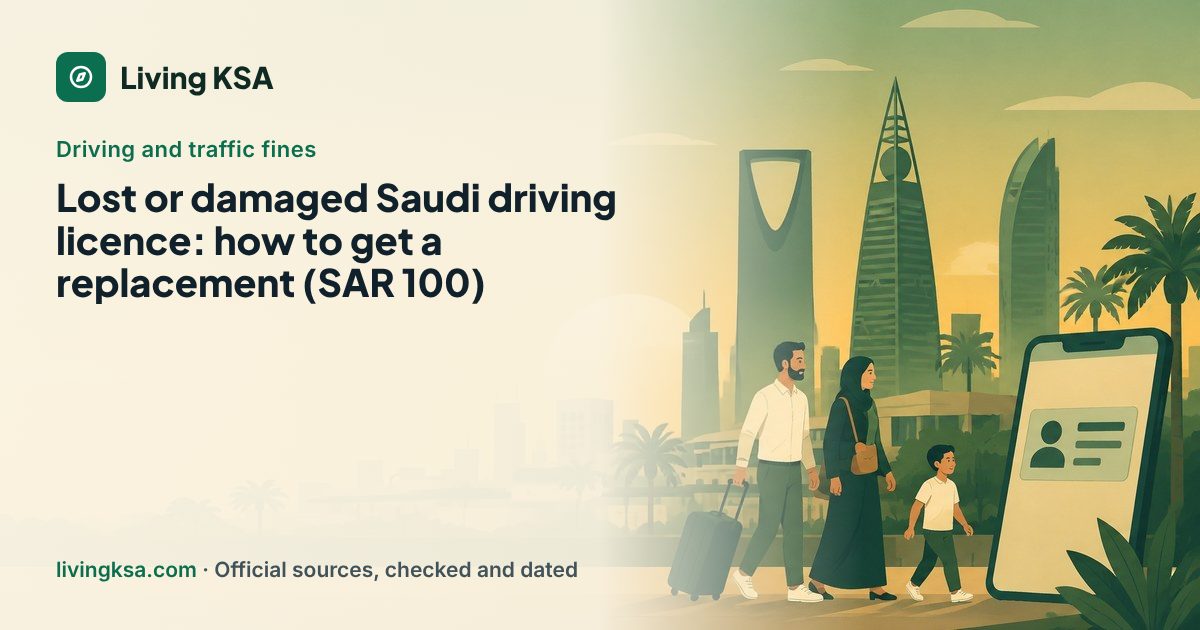 Living KSA
Driving and traffic fines
Lost or damaged Saudi driving
licence: how to get a
replacement (SAR 100)
livingksa.com · Official sources, checked and dated